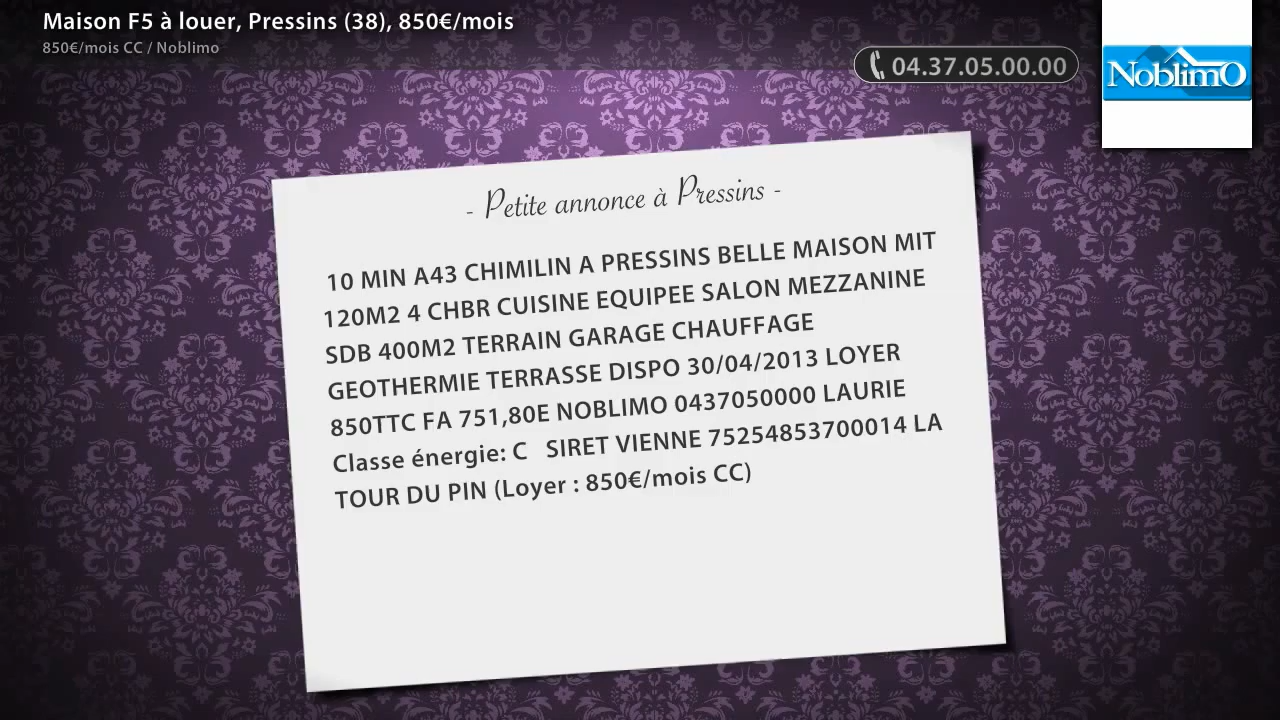 Maison F5 à louer, Pressins (38), 850€/mois
850€/mois CC / Noblimo
04.37.05.00.00
NOBLIMO
- Petite annonce à Pressins -
10 MIN A43 CHIMILIN A PRESSINS BELLE MAISON MIT
120M2 4 CHBR CUISINE EQUIPEE SALON MEZZANINE
SDB 400M2 TERRAIN GARAGE CHAUFFAGE
GEOTHERMIE TERRASSE DISPO 30/04/2013 LOYER
850TTC FA 751,80E NOBLIMO 0437050000 LAURIE
Classe énergie: C SIRET VIENNE 75254853700014 LA
TOUR DU PIN (Loyer : 850€/mois CC)